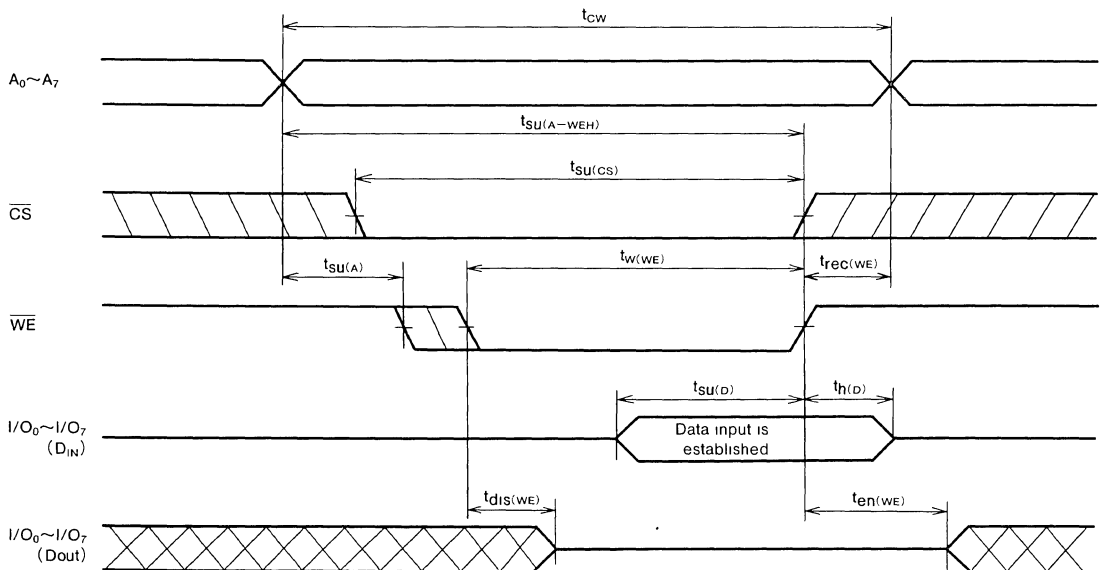 tCW
A0~A7
tsu(A-WEH)
tsu(CS)
CS
tsu(A)
tw(WE)
trec(WE)
WE
tsu(D)
th(D)
I/O0~I/O7
(DIN)
Data input is
established
tdis(WE)
ten(WE)
I/O0~I/O7
(Dout)